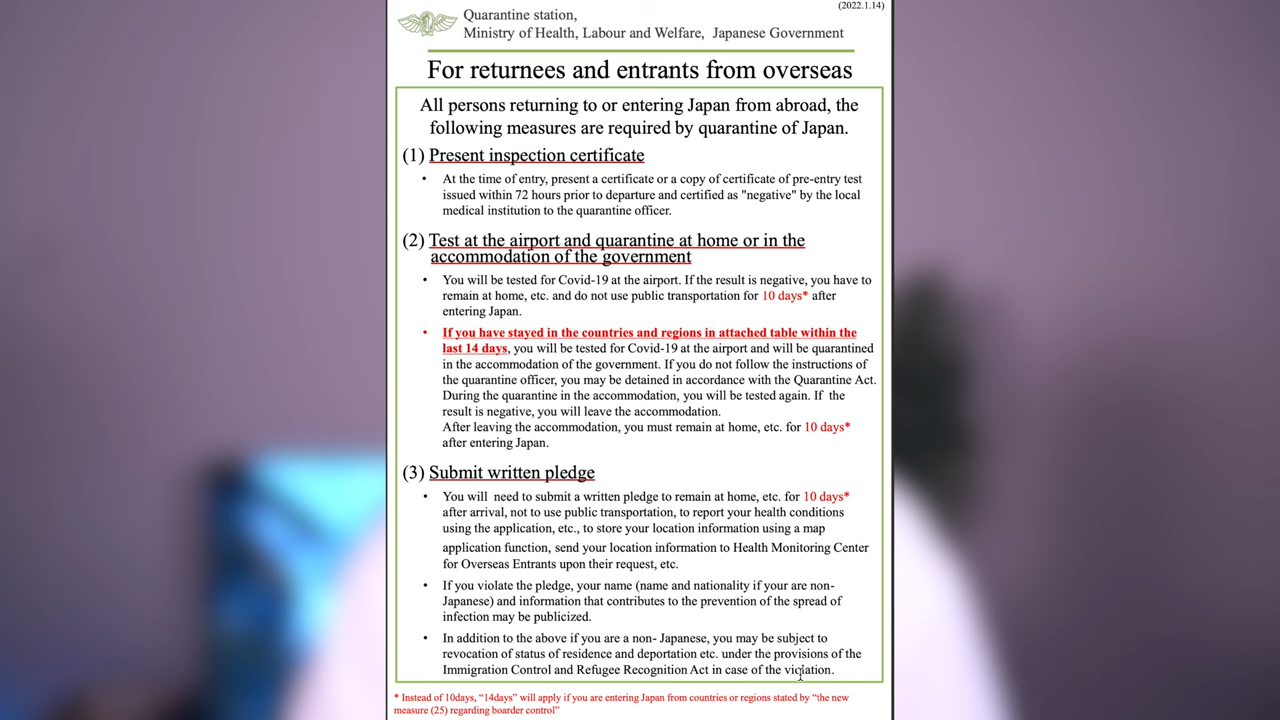 (2022.1.14)
Quarantine station,
Ministry of Health, Labour and Welfare, Japanese Government
For returnees and entrants from overseas
All persons returning to or entering Japan from abroad, the
following measures are required by quarantine of Japan.
(1) Present inspection certificate
• At the time of entry, present a certificate or a copy of certificate of pre-entry test
issued within 72 hours prior to departure and certified as "negative" by the local
medical institution to the quarantine officer.
(2) Test at the airport and quarantine at home or in the
accommodation of the government
• You will be tested for Covid-19 at the airport. If the result is negative, you have to
remain at home, etc. and do not use public transportation for 10 days* after
entering Japan.
• If you have stayed in the countries and regions in attached table within the
last 14 days, you will be tested for Covid-19 at the airport and will be quarantined
in the accommodation of the government. If you do not follow the instructions of
the quarantine officer, you may be detained in accordance with the Quarantine Act.
During the quarantine in the accommodation, you will be tested again. If the
result is negative, you will leave the accommodation.
After leaving the accommodation, you must remain at home, etc. for 10 days*
after entering Japan.
(3) Submit written pledge
• You will need to submit a written pledge to remain at home, etc. for 10 days*
after arrival, not to use public transportation, to report your health conditions
using the application, etc., to store your location information using a map
application function, send your location information to Health Monitoring Center
for Overseas Entrants upon their request, etc.
• If you violate the pledge, your name (name and nationality if your are non-
Japanese) and information that contributes to the prevention of the spread of
infection may be publicized.
• In addition to the above if you are a non- Japanese, you may be subject to
revocation of status of residence and deportation etc. under the provisions of the
Immigration Control and Refugee Recognition Act in case of the violation.
* Instead of 10days, “14days” will apply if you are entering Japan from countries or regions stated by “the new
measure (25) regarding boarder control”